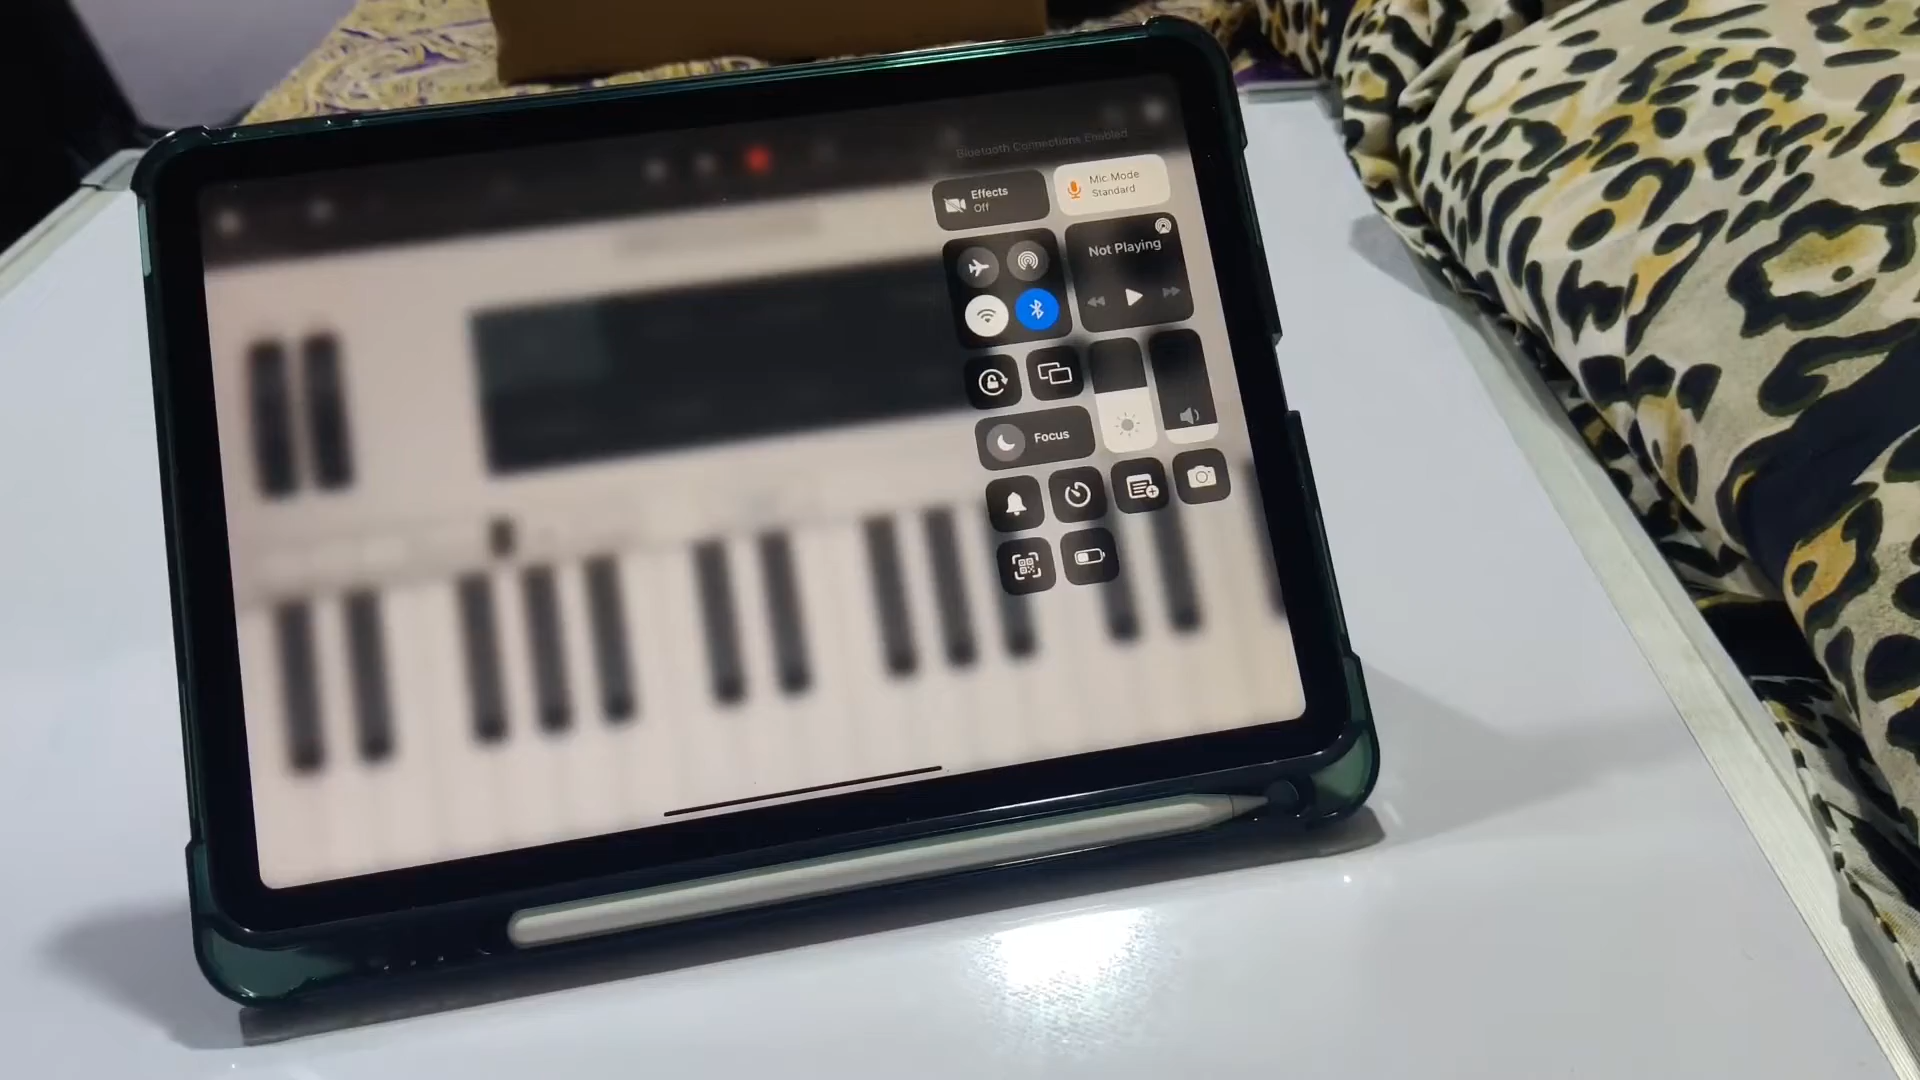 Bluetooth Connections Enabled
Effects
Off
Mic Mode
Standard
Not Playing
Focus